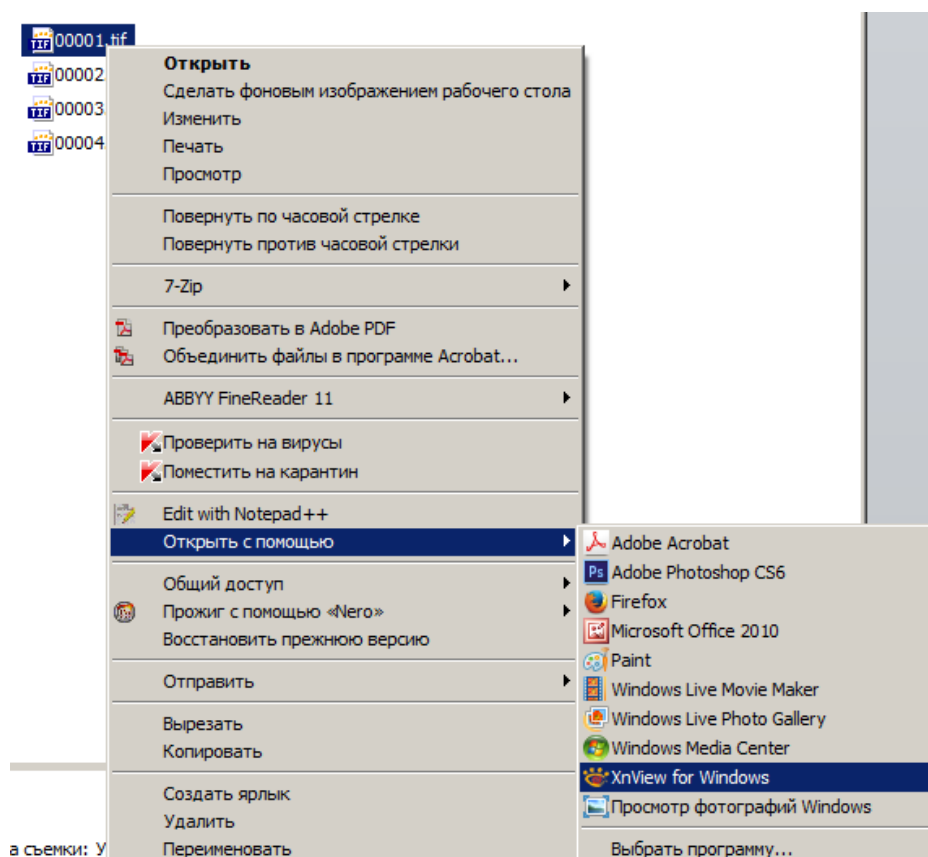 00001.tif
00002
00003
00004
Открыть
Сделать фоновым изображением рабочего стола
Изменить
Печать
Просмотр
Повернуть по часовой стрелке
Повернуть против часовой стрелки
7-Zip
Преобразовать в Adobe PDF
Объединить файлы в программе Acrobat...
ABBYY FineReader 11
Проверить на вирусы
Поместить на карантин
Edit with Notepad++
Открыть с помощью
Общий доступ
Прожиг с помощью «Nero»
Восстановить прежнюю версию
Отправить
Вырезать
Копировать
Создать ярлык
Удалить
Переименовать
Adobe Acrobat
Adobe Photoshop CS6
Firefox
Microsoft Office 2010
Paint
Windows Live Movie Maker
Windows Live Photo Gallery
Windows Media Center
XnView for Windows
Просмотр фотографий Windows
Выбрать программу...
а съемки: У